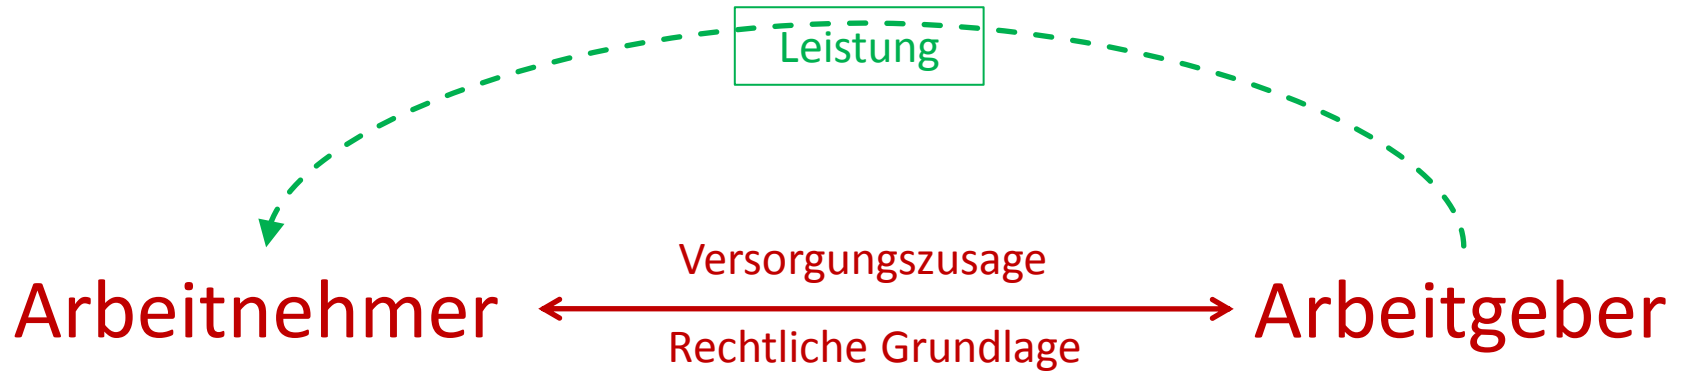 Leistung
Versorgungszusage
Arbeitnehmer Arbeitgeber
Rechtliche Grundlage